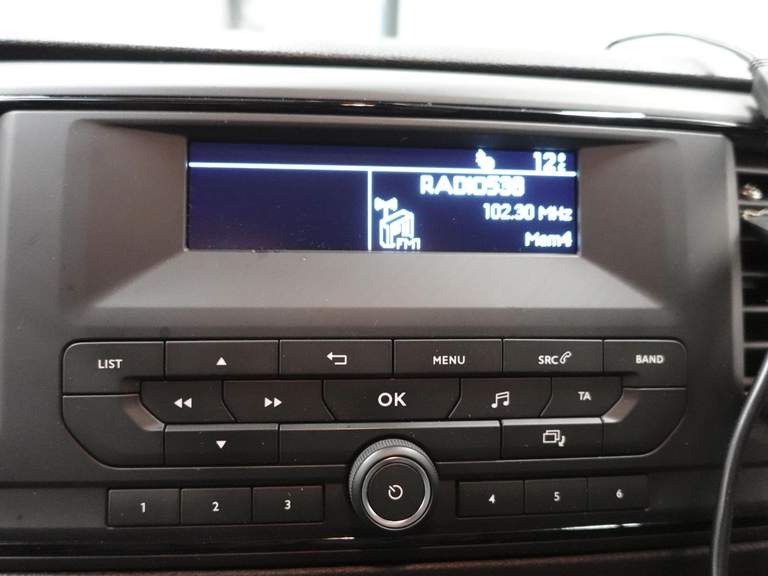 12°C
RADIO538
102.30 MHz
FM1
Mem4
LIST
MENU
SRC
BAND
OK
TA
1
2
3
4
5
6